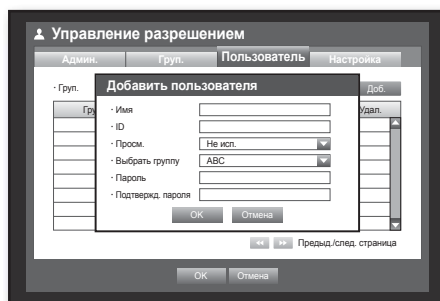 Управление разрешением
Админ. Груп. Пользователь Настройка
· Груп. Доб.
Добавить пользователя
Гру Удал.
· Имя
· ID
· Просм. Не исп.
· Выбрать группу ABC
· Пароль
· Подтвержд. пароля
OK Отмена
Предыд./след. страница
OK Отмена